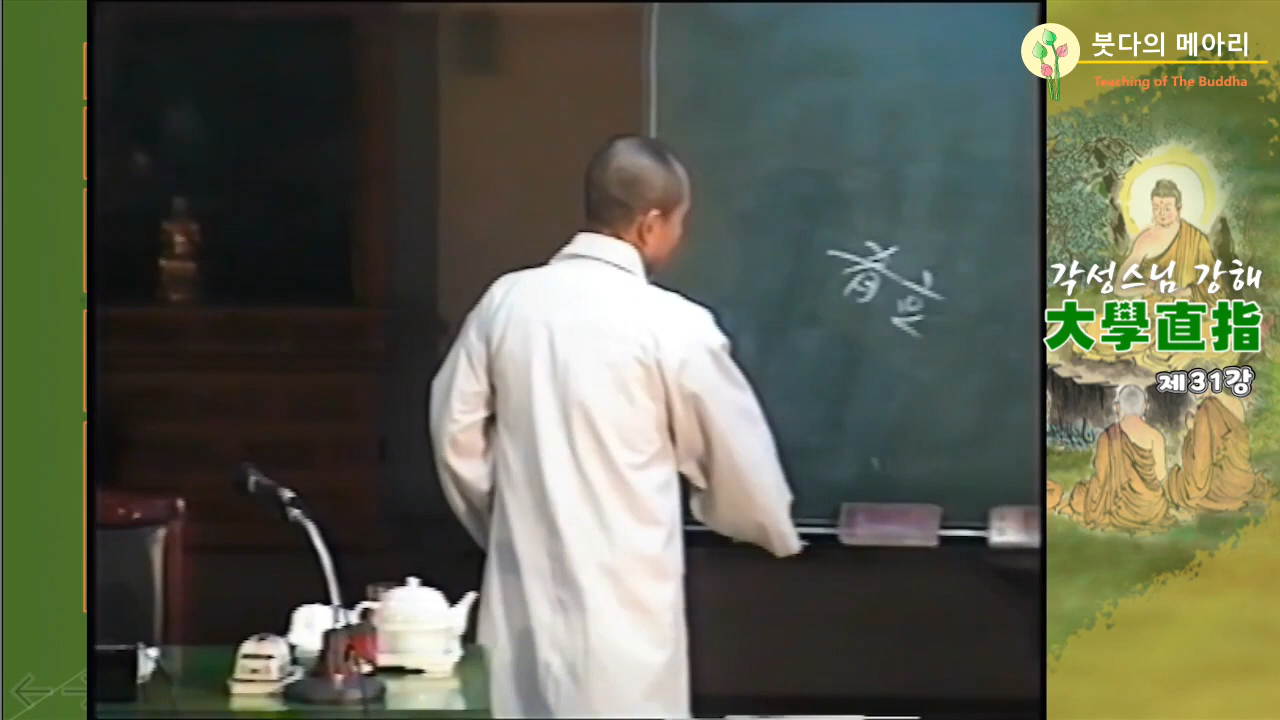 붓다의 메아리
Teaching of The Buddha
각성스님 강해
大學直指
제31강